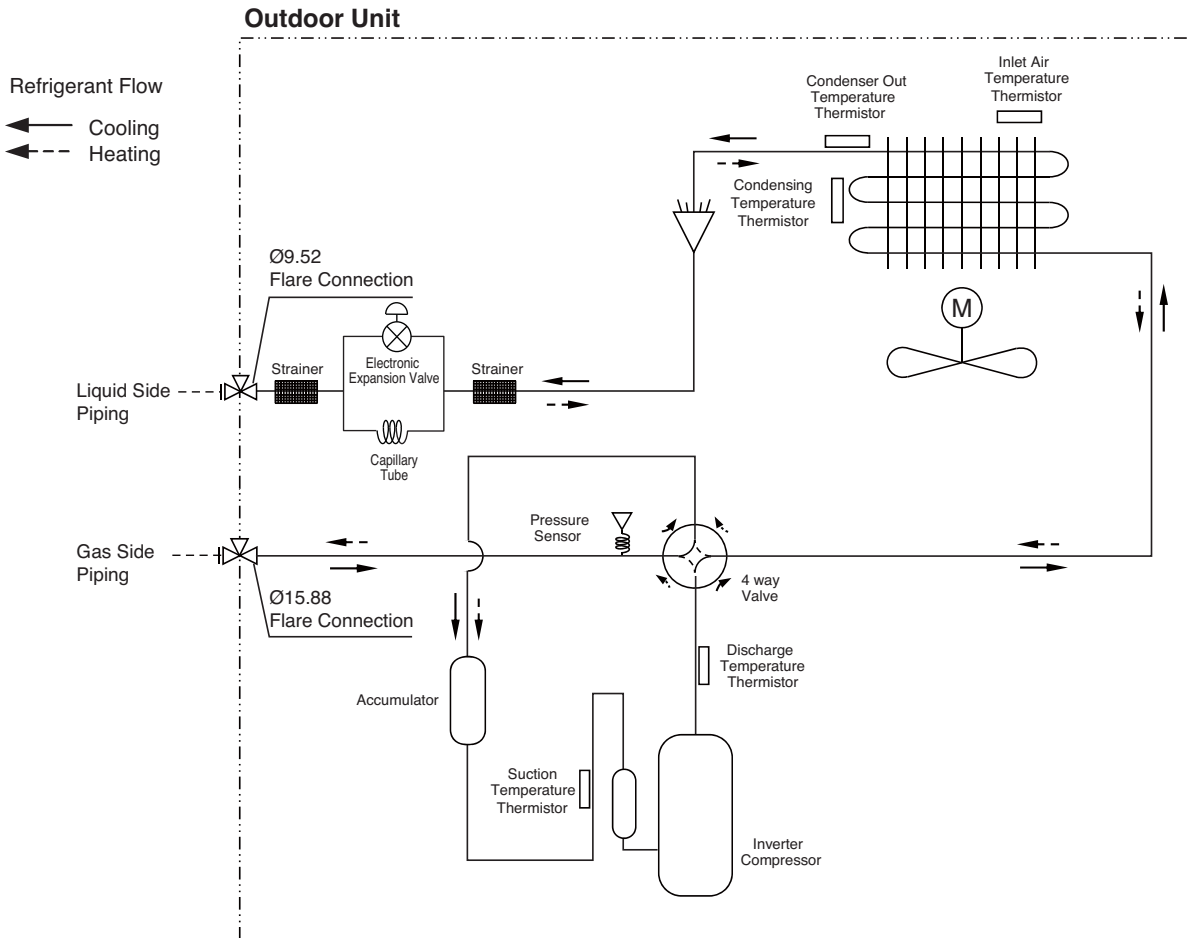 Outdoor Unit
Refrigerant Flow
Cooling
Heating
Condenser Out
Temperature
Thermistor
Inlet Air
Temperature
Thermistor
Condensing
Temperature
Thermistor
Ø9.52
Flare Connection
M
Strainer
Electronic
Expansion Valve
Strainer
Liquid Side
Piping
Capillary
Tube
Pressure
Sensor
Gas Side
Piping
4 way
Valve
Ø15.88
Flare Connection
Discharge
Temperature
Thermistor
Accumulator
Suction
Temperature
Thermistor
Inverter
Compressor